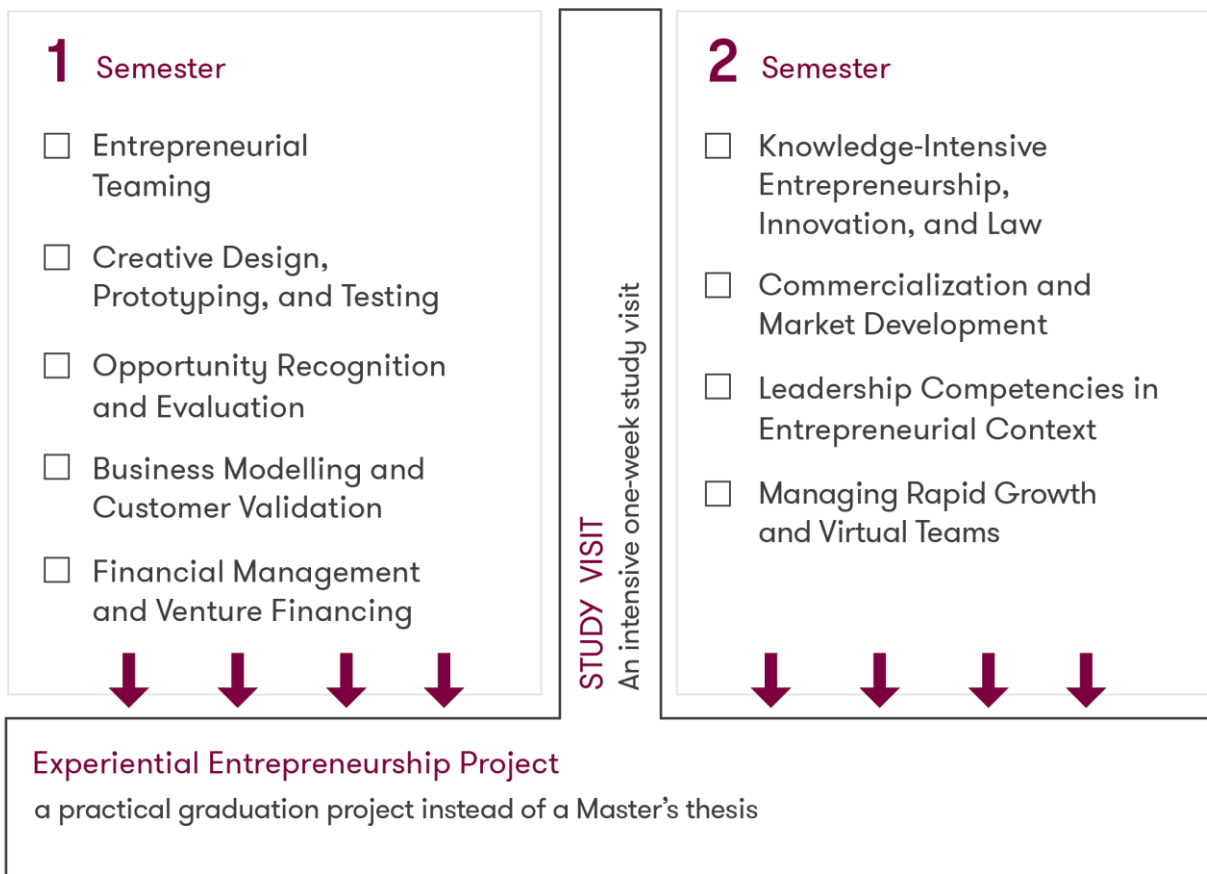 1 Semester
Entrepreneurial
Teaming
Creative Design,
Prototyping, and Testing
Opportunity Recognition
and Evaluation
Business Modelling and
Customer Validation
Financial Management
and Venture Financing
STUDY VISIT
An intensive one-week study visit
2 Semester
Knowledge-Intensive
Entrepreneurship,
Innovation, and Law
Commercialization and
Market Development
Leadership Competencies in
Entrepreneurial Context
Managing Rapid Growth
and Virtual Teams
Experiential Entrepreneurship Project
a practical graduation project instead of a Master's thesis